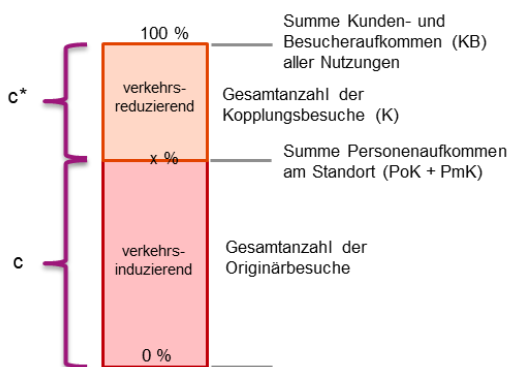 100 %
Summe Kunden- und
Besucheraufkommen (KB)
aller Nutzungen
c*
verkehrs-
reduzierend
Gesamtanzahl der
Kopplungsbesuche (K)
x %
Summe Personenaufkommen
am Standort (PoK + PmK)
c
verkehrs-
induzierend
Gesamtanzahl der
Originärbesuche
0 %